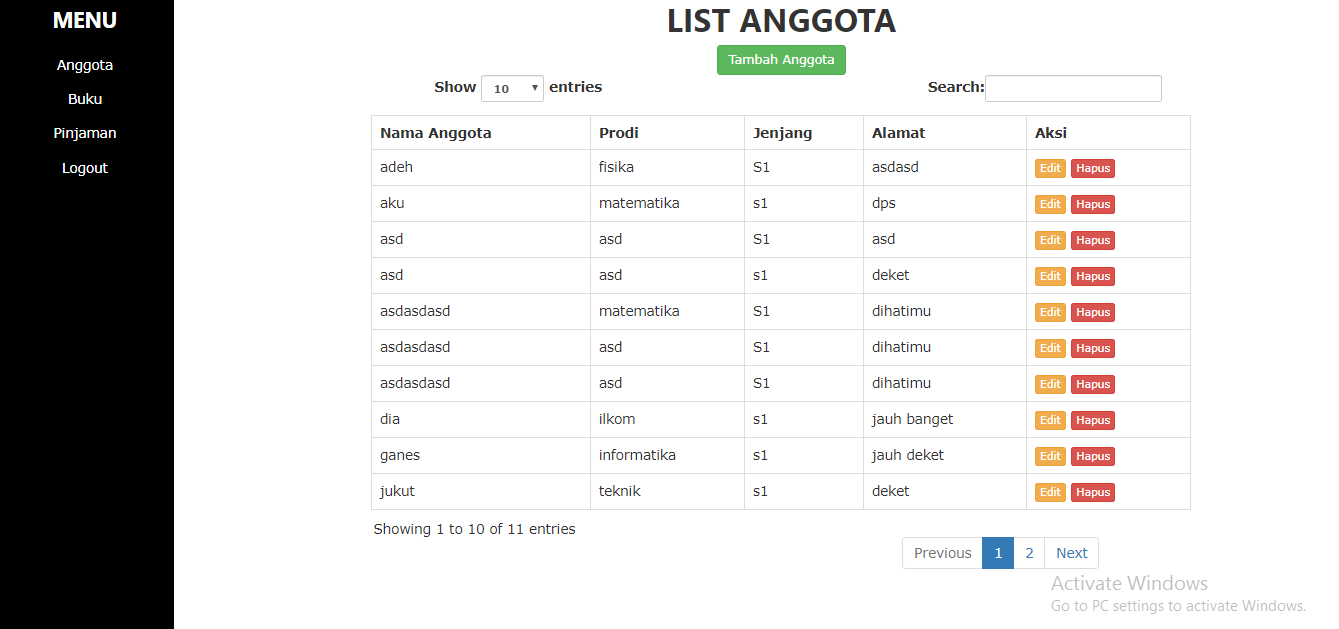 MENU
Anggota
Buku
Pinjaman
Logout
LIST ANGGOTA
Tambah Anggota
Show 10 entries Search:
Nama Anggota Prodi Jenjang Alamat Aksi
adeh fisika S1 asdasd Edit Hapus
aku matematika s1 dps Edit Hapus
asd asd S1 asd Edit Hapus
asd asd s1 deket Edit Hapus
asdasdasd matematika S1 dihatimu Edit Hapus
asdasdasd asd S1 dihatimu Edit Hapus
asdasdasd asd S1 dihatimu Edit Hapus
dia ilkom s1 jauh banget Edit Hapus
ganes informatika s1 jauh deket Edit Hapus
jukut teknik s1 deket Edit Hapus
Showing 1 to 10 of 11 entries
Previous 1 2 Next
Activate Windows
Go to PC settings to activate Windows.